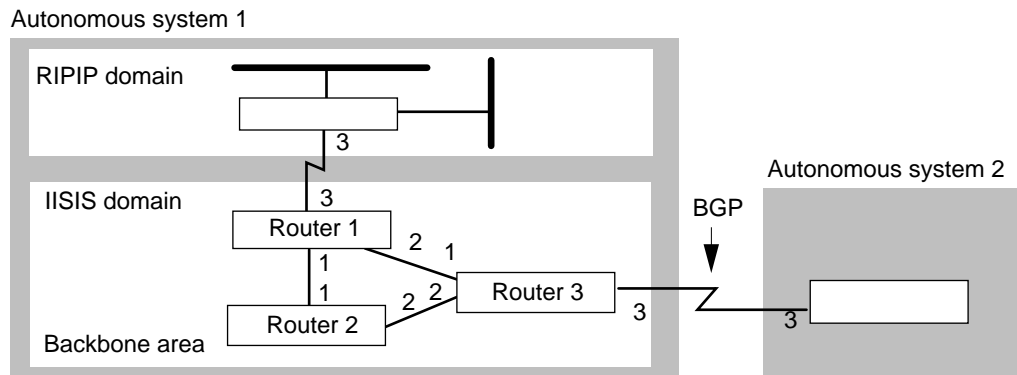 Autonomous system 1
RIPIP domain
3
Autonomous system 2
IISIS domain
3
BGP
Router 1
2
1
1
1
2
2
Router 3
3
3
Router 2
Backbone area